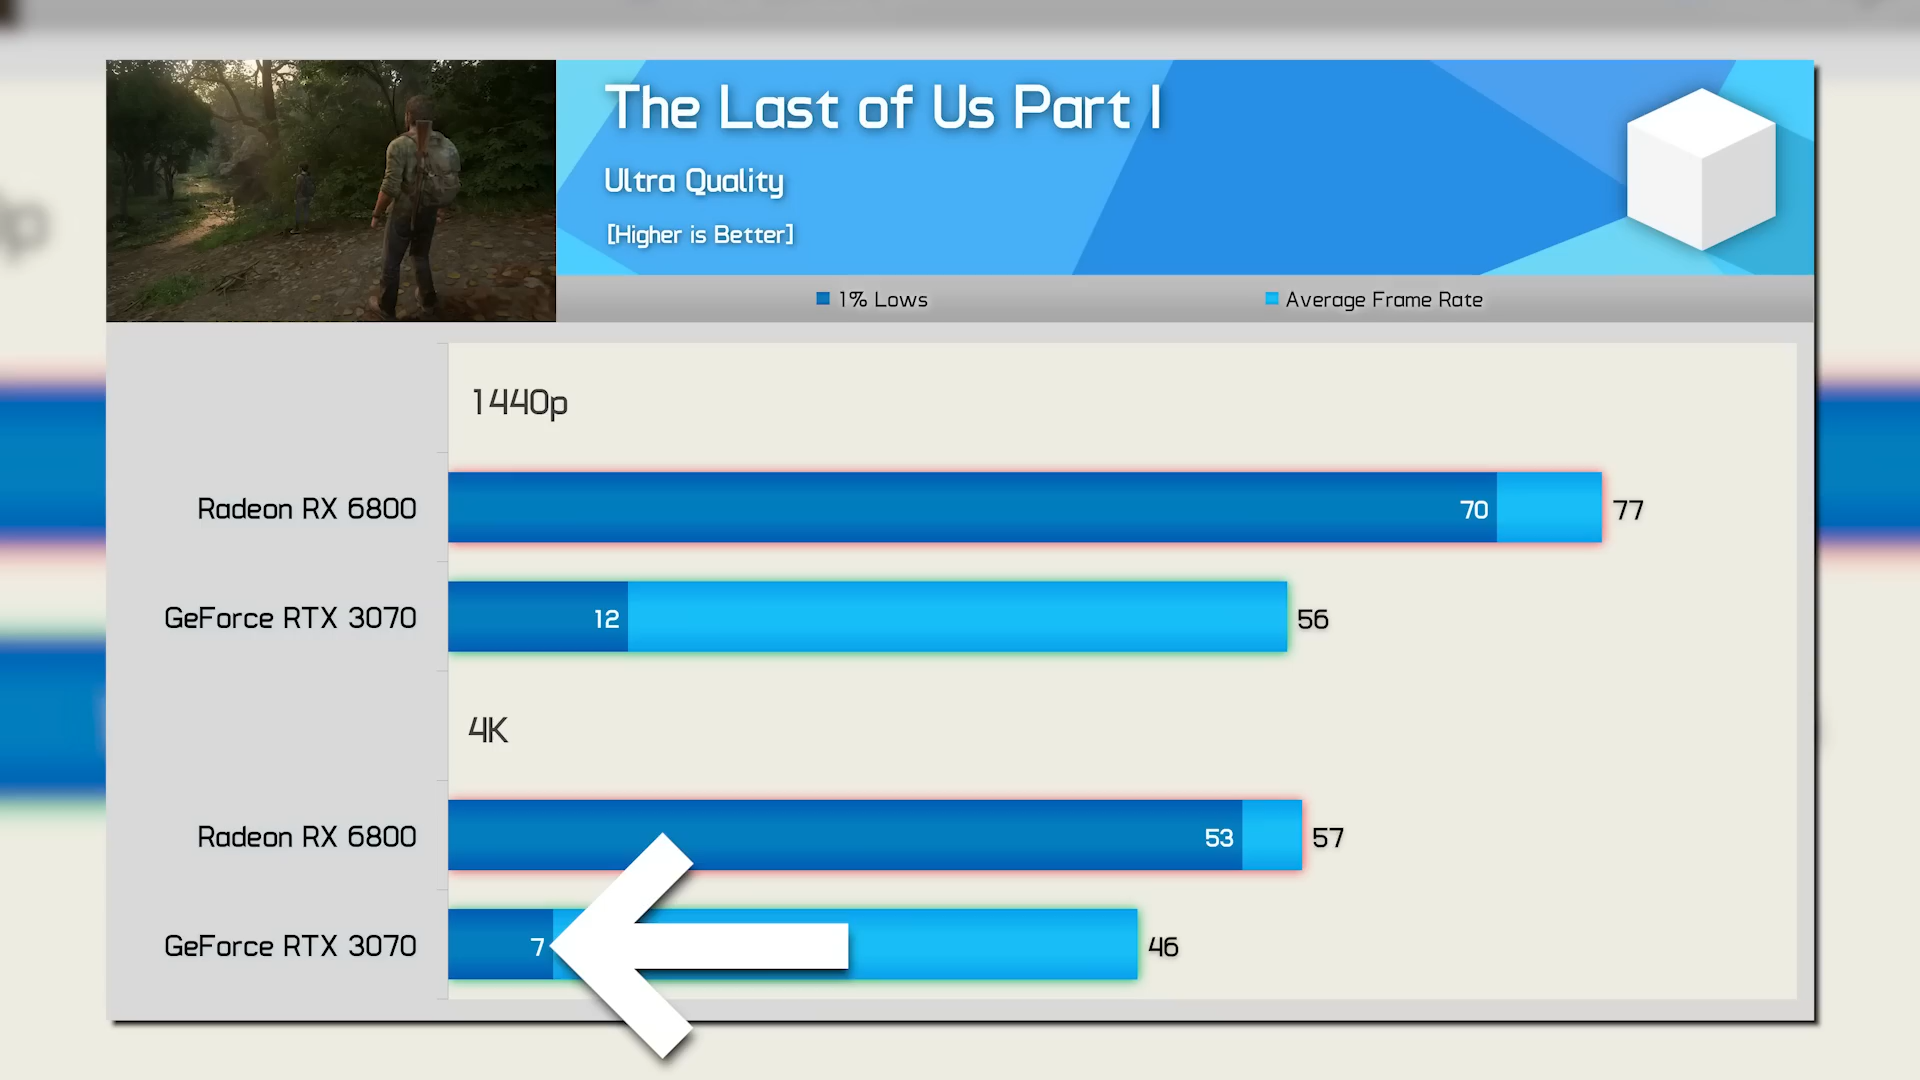 The Last of Us Part I
Ultra Quality
[Higher is Better]
1% Lows
Average Frame Rate
1440p
Radeon RX 6800
70
77
GeForce RTX 3070
12
56
4K
Radeon RX 6800
53
57
GeForce RTX 3070
7
46